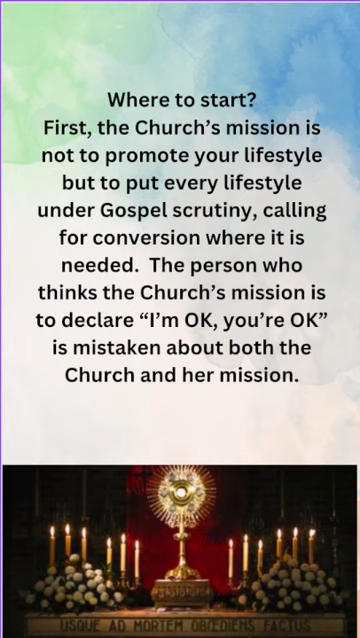 Where to start?
First, the Church’s mission is
not to promote your lifestyle
but to put every lifestyle
under Gospel scrutiny, calling
for conversion where it is
needed. The person who
thinks the Church’s mission is
to declare “I’m OK, you’re OK”
is mistaken about both the
Church and her mission.
USQUE AD MORTEM OBŒDIENS FACTUS